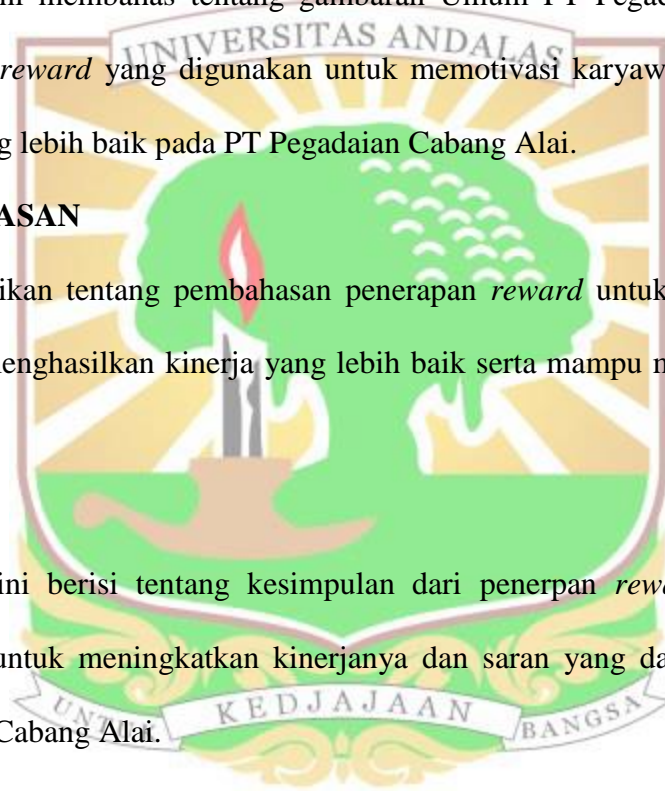 membahas tentang gambaran Umum PT Pegad
UNIVERSITAS ANDALAS
reward yang digunakan untuk memotivasi karyaw
g lebih baik pada PT Pegadaian Cabang Alai.
ASAN
ikan tentang pembahasan penerapan reward untuk
enghasilkan kinerja yang lebih baik serta mampu
ini berisi tentang kesimpulan dari penerpan rewa
untuk meningkatkan kinerjanya dan saran yang da
UNTUK KEDJAJAAN BANGSA
Cabang Alai.